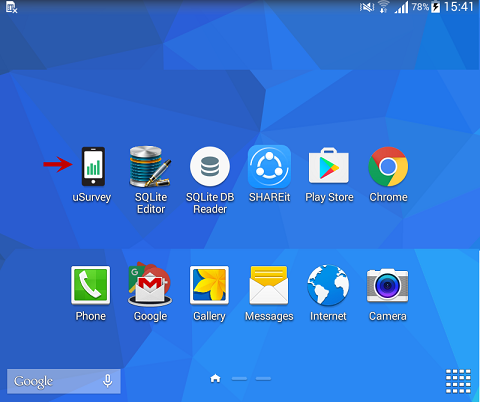 78% 15:41
uSurvey
SQLite Editor
SQLite DB Reader
SHAREit
Play Store
Chrome
Phone
Google
Gallery
Messages
Internet
Camera
Google